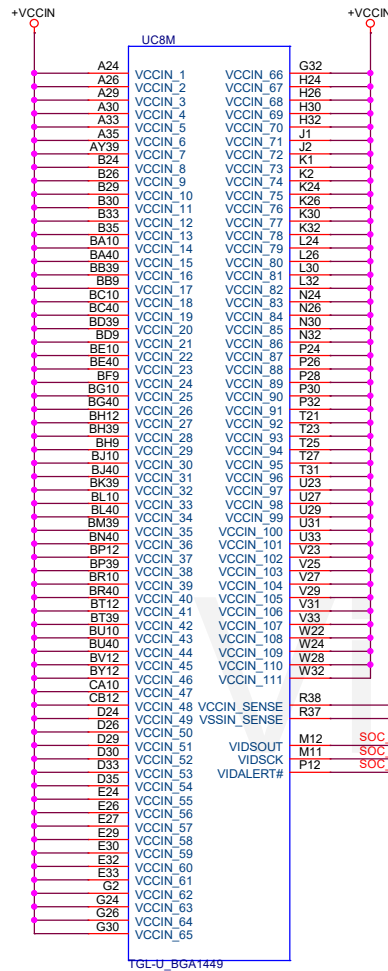 +VCCIN +VCCIN
UC8M
A24 VCCIN_1 VCCIN_66 G32
A26 VCCIN_2 VCCIN_67 H24
A29 VCCIN_3 VCCIN_68 H26
A30 VCCIN_4 VCCIN_69 H30
A33 VCCIN_5 VCCIN_70 H32
A35 VCCIN_6 VCCIN_71 J1
AY39 VCCIN_7 VCCIN_72 J2
B24 VCCIN_8 VCCIN_73 K1
B26 VCCIN_9 VCCIN_74 K2
B29 VCCIN_10 VCCIN_75 K24
B30 VCCIN_11 VCCIN_76 K26
B33 VCCIN_12 VCCIN_77 K30
B35 VCCIN_13 VCCIN_78 K32
BA10 VCCIN_14 VCCIN_79 L24
BA40 VCCIN_15 VCCIN_80 L26
BB39 VCCIN_16 VCCIN_81 L30
BB9 VCCIN_17 VCCIN_82 L32
BC10 VCCIN_18 VCCIN_83 N24
BC40 VCCIN_19 VCCIN_84 N26
BD39 VCCIN_20 VCCIN_85 N30
BD9 VCCIN_21 VCCIN_86 N32
BE10 VCCIN_22 VCCIN_87 P24
BE40 VCCIN_23 VCCIN_88 P26
BF9 VCCIN_24 VCCIN_89 P28
BG10 VCCIN_25 VCCIN_90 P30
BG40 VCCIN_26 VCCIN_91 P32
BH12 VCCIN_27 VCCIN_92 T21
BH39 VCCIN_28 VCCIN_93 T23
BH9 VCCIN_29 VCCIN_94 T25
BJ10 VCCIN_30 VCCIN_95 T27
BJ40 VCCIN_31 VCCIN_96 T31
BK39 VCCIN_32 VCCIN_97 U23
BL10 VCCIN_33 VCCIN_98 U27
BL40 VCCIN_34 VCCIN_99 U29
BM39 VCCIN_35 VCCIN_100 U31
BN40 VCCIN_36 VCCIN_101 U33
BP12 VCCIN_37 VCCIN_102 V23
BP39 VCCIN_38 VCCIN_103 V25
BR10 VCCIN_39 VCCIN_104 V27
BR40 VCCIN_40 VCCIN_105 V29
BT12 VCCIN_41 VCCIN_106 V31
BT39 VCCIN_42 VCCIN_107 V33
BU10 VCCIN_43 VCCIN_108 W22
BU40 VCCIN_44 VCCIN_109 W24
BV12 VCCIN_45 VCCIN_110 W28
BY12 VCCIN_46 VCCIN_111 W32
CA10 VCCIN_47
CB12 VCCIN_48 VCCIN_SENSE R38
D24 VCCIN_49 VSSIN_SENSE R37
D26 VCCIN_50
D29 VCCIN_51 VIDSOUT M12 SOC_
D30 VCCIN_52 VIDSCK M11 SOC_
D33 VCCIN_53 VIDALERT# P12 SOC_
D35 VCCIN_54
E24 VCCIN_55
E26 VCCIN_56
E27 VCCIN_57
E29 VCCIN_58
E30 VCCIN_59
E32 VCCIN_60
E33 VCCIN_61
G2 VCCIN_62
G24 VCCIN_63
G26 VCCIN_64
G30 VCCIN_65
TGL-U_BGA1449